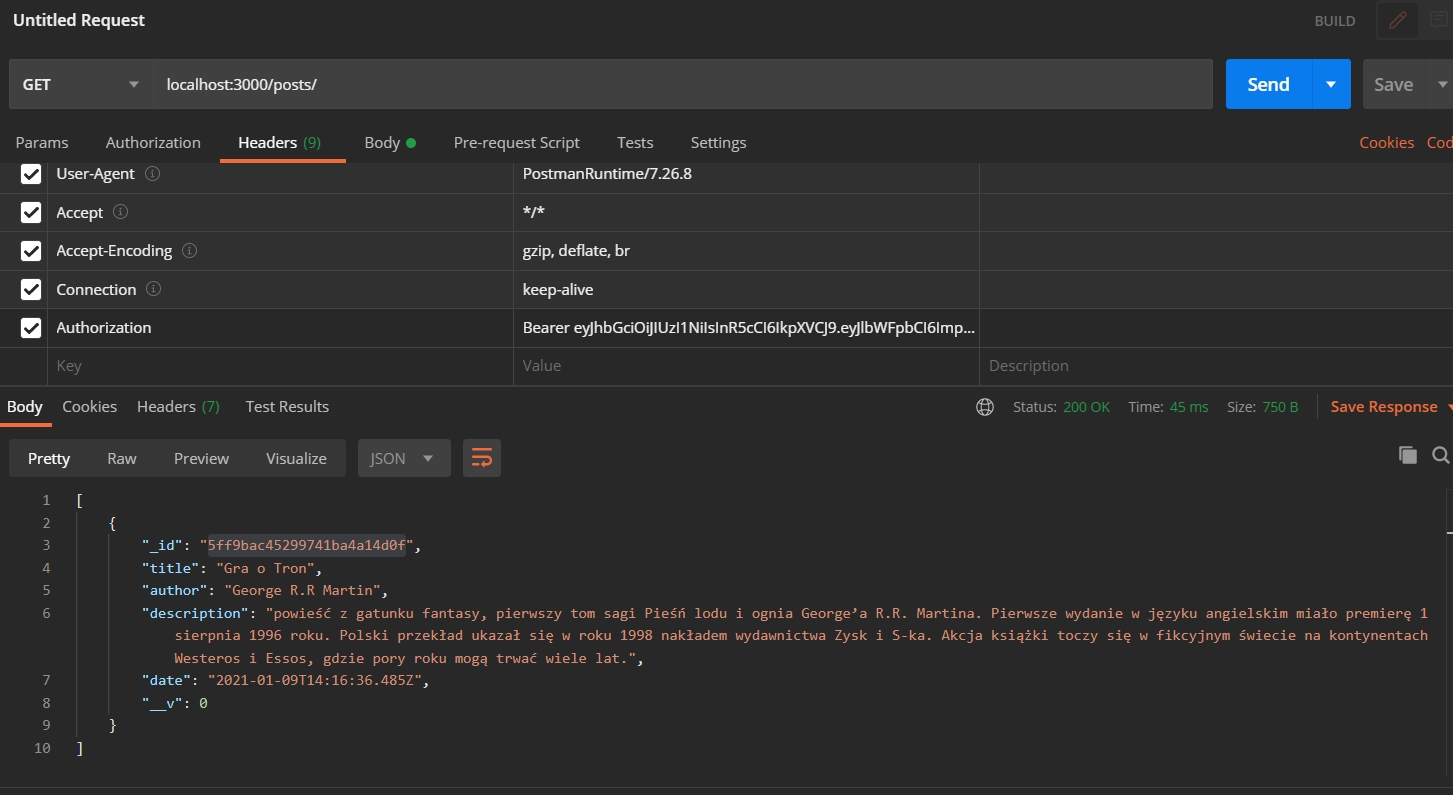 Untitled Request
BUILD
GET
localhost:3000/posts/
Send
Save
Params Authorization Headers (9) Body Pre-request Script Tests Settings
Cookies Cod
User-Agent PostmanRuntime/7.26.8
Accept */*
Accept-Encoding gzip, deflate, br
Connection keep-alive
Authorization Bearer eyJhbGciOiJIUzI1NiIsInR5cCI6IkpXVCJ9.eyJlbWFpbCI6Imp...
Key Value Description
Body Cookies Headers (7) Test Results
Status: 200 OK Time: 45 ms Size: 750 B Save Response
Pretty Raw Preview Visualize JSON
1 [
2 {
3 "_id": "5ff9bac45299741ba4a14d0f",
4 "title": "Gra o Tron",
5 "author": "George R.R Martin",
6 "description": "powieść z gatunku fantasy, pierwszy tom sagi Pieśń lodu i ognia George’a R.R. Martina. Pierwsze wydanie w języku angielskim miało premierę 1
sierpnia 1996 roku. Polski przekład ukazał się w roku 1998 nakładem wydawnictwa Zysk i S-ka. Akcja książki toczy się w fikcyjnym świecie na kontynentach
Westeros i Essos, gdzie pory roku mogą trwać wiele lat.",
7 "date": "2021-01-09T14:16:36.485Z",
8 "__v": 0
9 }
10 ]